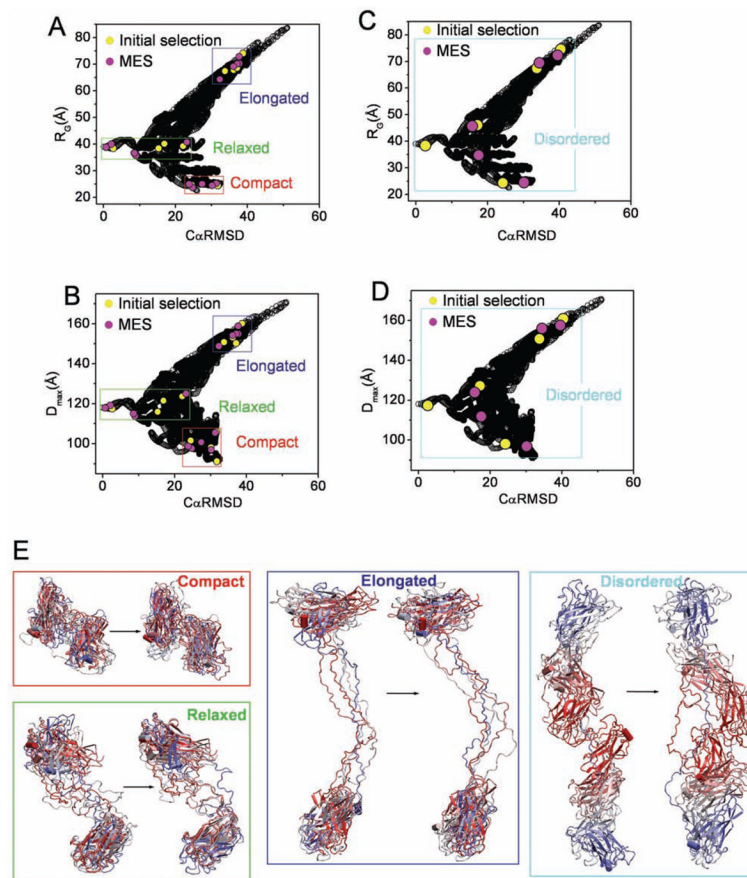 A
Initial selection
MES
Elongated
Relaxed
Compact
R_G(Å)
90
80
70
60
50
40
30
20
0 20 40 60
CαRMSD
C
Initial selection
MES
Disordered
R_G(Å)
90
80
70
60
50
40
30
20
0 20 40 60
CαRMSD
B
Initial selection
MES
Elongated
Relaxed
Compact
D_max(Å)
160
140
120
100
0 20 40 60
CαRMSD
D
Initial selection
MES
Disordered
D_max(Å)
160
140
120
100
0 20 40 60
CαRMSD
E
Compact
Relaxed
Elongated
Disordered